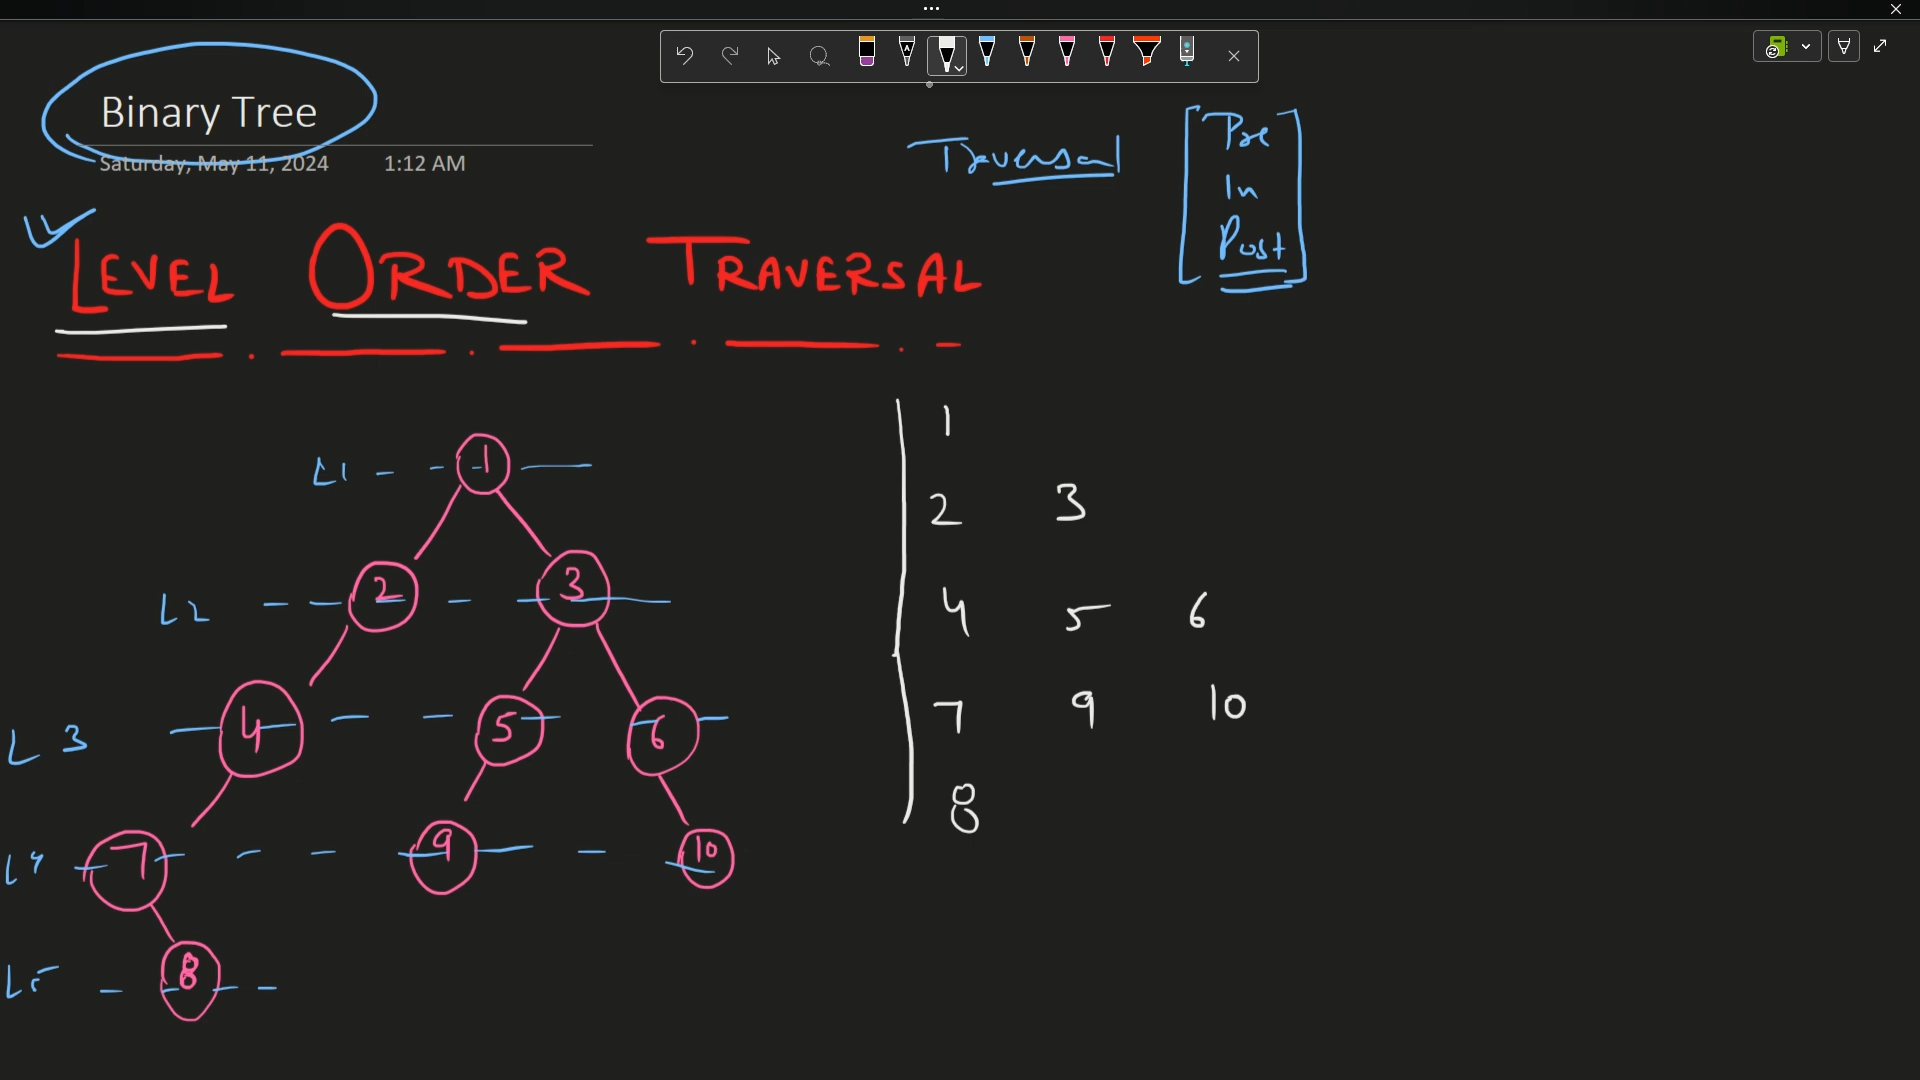 Binary Tree
Saturday, May 11, 2024 1:12 AM
Traversal
Pre
In
Post
LEVEL ORDER TRAVERSAL
L1 1
L2 2 3
L 3 4 5 6
L4 7 9 10
L5 8
1
2 3
4 5 6
7 9 10
8